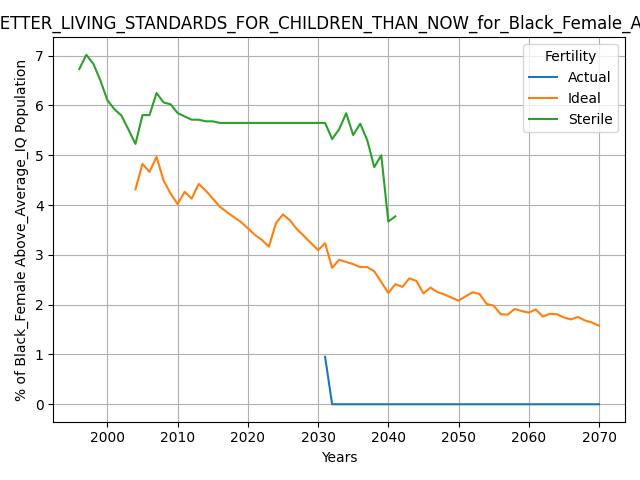 ETTER_LIVING_STANDARDS_FOR_CHILDREN_THAN_NOW_for_Black_Female_A
% of Black_Female Above_Average_IQ Population
7
6
5
4
3
2
1
0
Fertility
Actual
Ideal
Sterile
2000 2010 2020 2030 2040 2050 2060 2070
Years